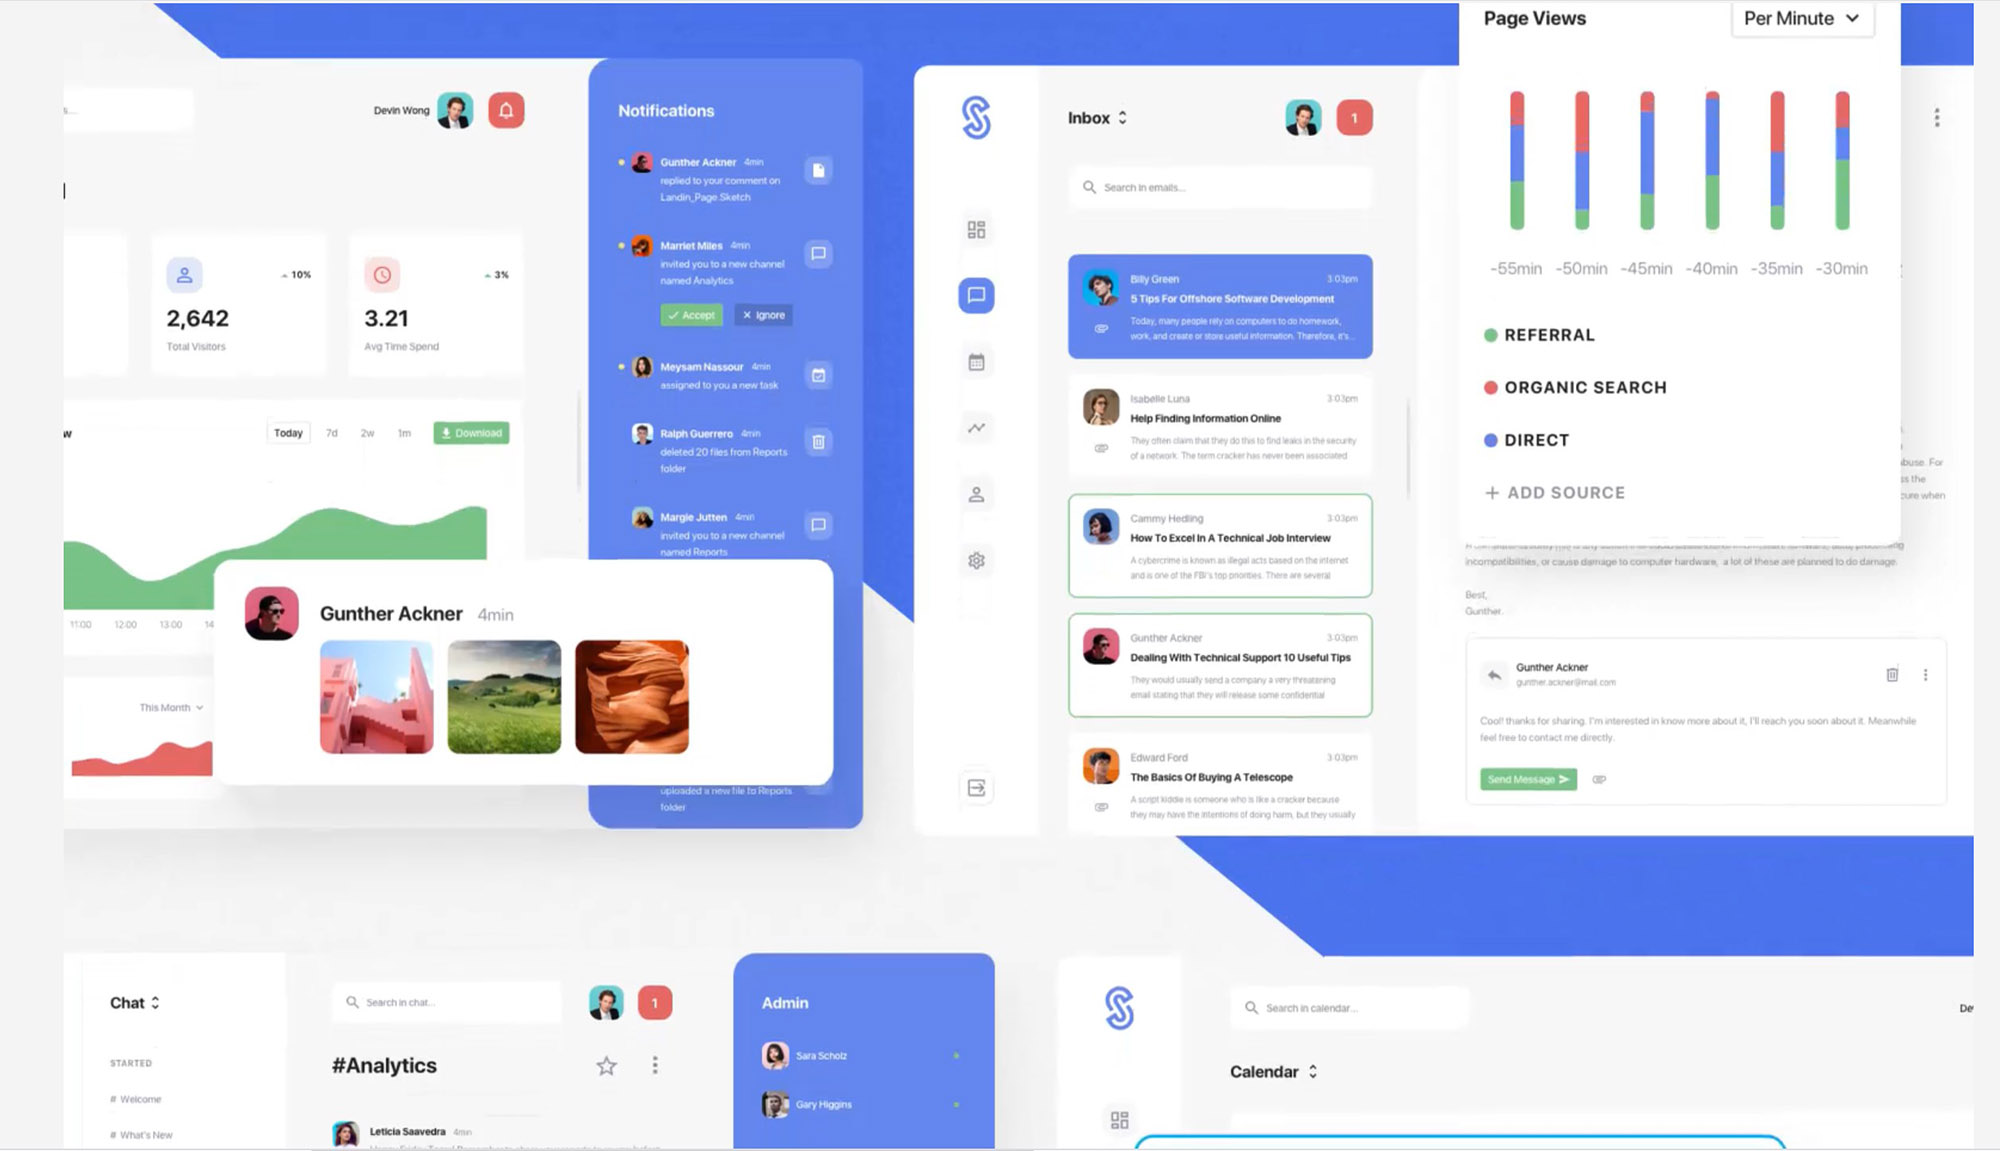 Devin Wong
10%
2,642
Total Visitors
3%
3.21
Avg Time Spend
w
Today
7d
2w
1m
Download
11:00
12:00
13:00
14
This Month
Notifications
Gunther Ackner 4min
replied to your comment on
Landin_Page.Sketch
Marriet Miles 4min
invited you to a new channel
named Analytics
Accept
Ignore
Meysam Nassour 4min
assigned to you a new task
Ralph Guerrero 4min
deleted 20 files from Reports
folder
Margie Jutten 4min
invited you to a new channel
named Reports
Gunther Ackner 4min
uploaded a new file to Reports
folder
Inbox
1
Search in emails...
Billy Green 3:03pm
5 Tips For Offshore Software Development
Today, many people rely on computers to do homework,
work, and create or store useful information. Therefore, it's...
Isabelle Luna 3:03pm
Help Finding Information Online
They often claim that they do this to find leaks in the security
of a network. The term cracker has never been associated
Cammy Hedling 3:03pm
How To Excel In A Technical Job Interview
A cybercrime is known as illegal acts based on the internet
and is one of the FBI's top priorities. There are several
Gunther Ackner 3:03pm
Dealing With Technical Support 10 Useful Tips
They would usually send a company a very threatening
email stating that they will release some confidential
Edward Ford 3:03pm
The Basics Of Buying A Telescope
A script kiddie is someone who is like a cracker because
they may have the intentions of doing harm, but they usually
Page Views
Per Minute
-55min -50min -45min -40min -35min -30min
REFERRAL
ORGANIC SEARCH
DIRECT
+ ADD SOURCE
buse. For
s the
cure when
incompatibilities, or cause damage to computer hardware, a lot of these are planned to do damage.
Best,
Gunther.
Gunther Ackner
gunther.ackner@mail.com
Cool! thanks for sharing. I'm interested in know more about it, I'll reach you soon about it. Meanwhile
feel free to contact me directly.
Send Message
Chat
STARTED
# Welcome
# What's New
Search in chat...
1
#Analytics
Leticia Saavedra 4min
Admin
Sara Scholz
Gary Higgins
Search in calendar...
De
Calendar